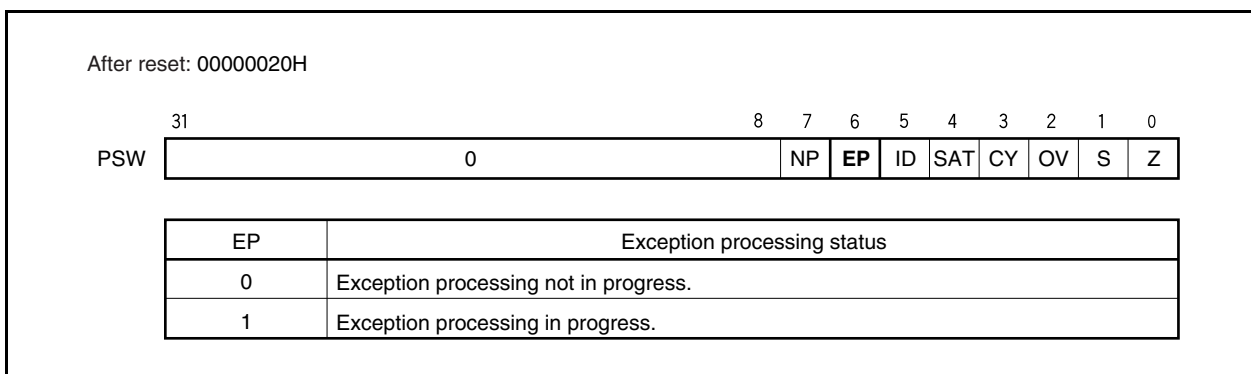 After reset: 00000020H
31 8 7 6 5 4 3 2 1 0
PSW 0 NP EP ID SAT CY OV S Z
EP Exception processing status
0 Exception processing not in progress.
1 Exception processing in progress.